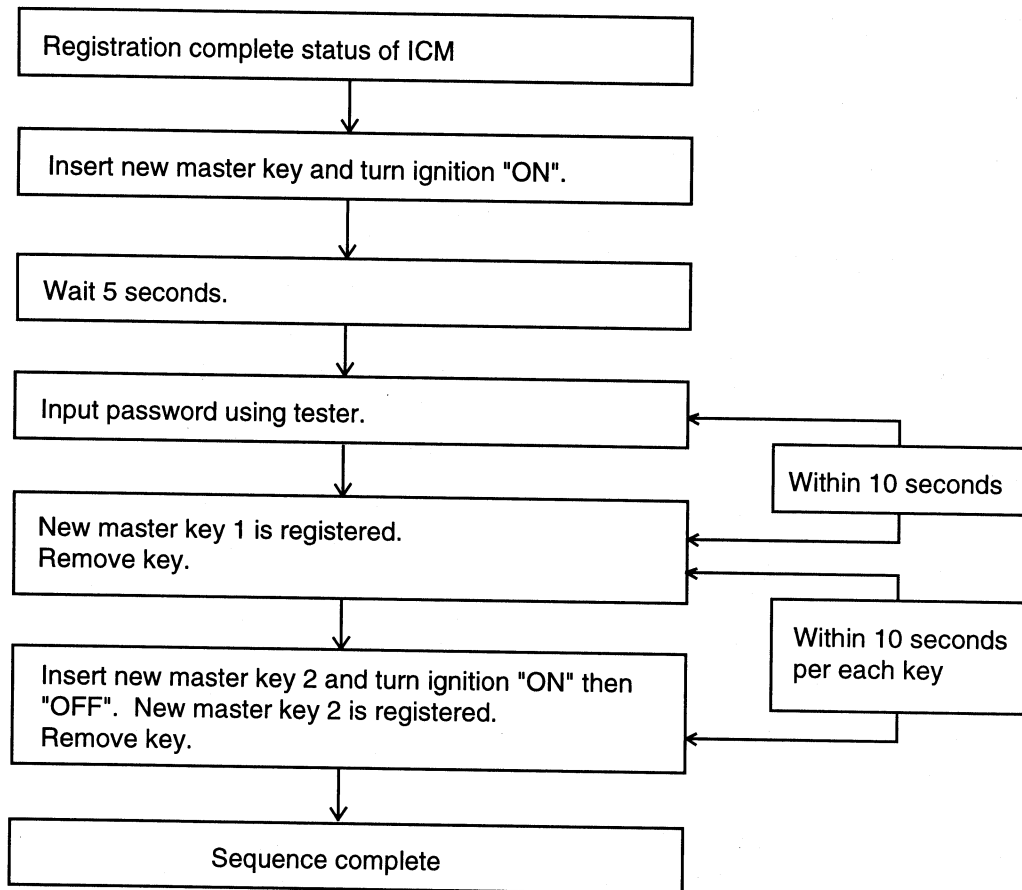 Registration complete status of ICM
Insert new master key and turn ignition "ON".
Wait 5 seconds.
Input password using tester.
Within 10 seconds
New master key 1 is registered.
Remove key.
Within 10 seconds
per each key
Insert new master key 2 and turn ignition "ON" then
"OFF".  New master key 2 is registered.
Remove key.
Sequence complete